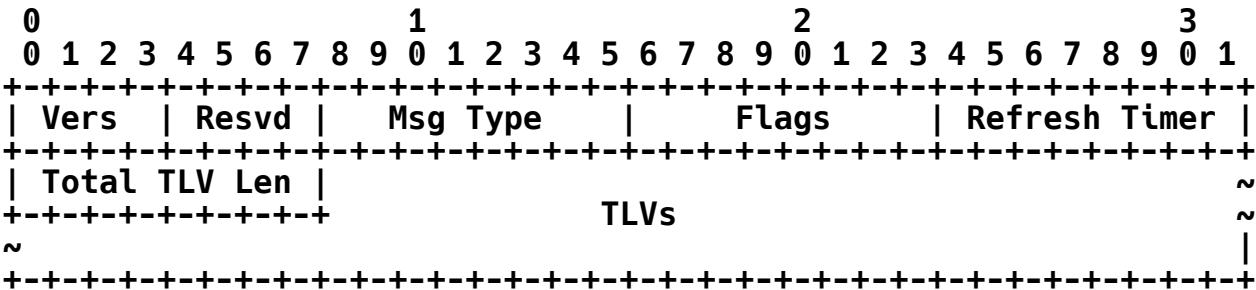 0                   1                   2                   3
 0 1 2 3 4 5 6 7 8 9 0 1 2 3 4 5 6 7 8 9 0 1 2 3 4 5 6 7 8 9 0 1
+-+-+-+-+-+-+-+-+-+-+-+-+-+-+-+-+-+-+-+-+-+-+-+-+-+-+-+-+-+-+-+-+
| Vers  | Resvd |   Msg Type    |     Flags     | Refresh Timer |
+-+-+-+-+-+-+-+-+-+-+-+-+-+-+-+-+-+-+-+-+-+-+-+-+-+-+-+-+-+-+-+-+
| Total TLV Len |                                               ~
+-+-+-+-+-+-+-+-+              TLVs                             ~
~                                                               |
+-+-+-+-+-+-+-+-+-+-+-+-+-+-+-+-+-+-+-+-+-+-+-+-+-+-+-+-+-+-+-+-+